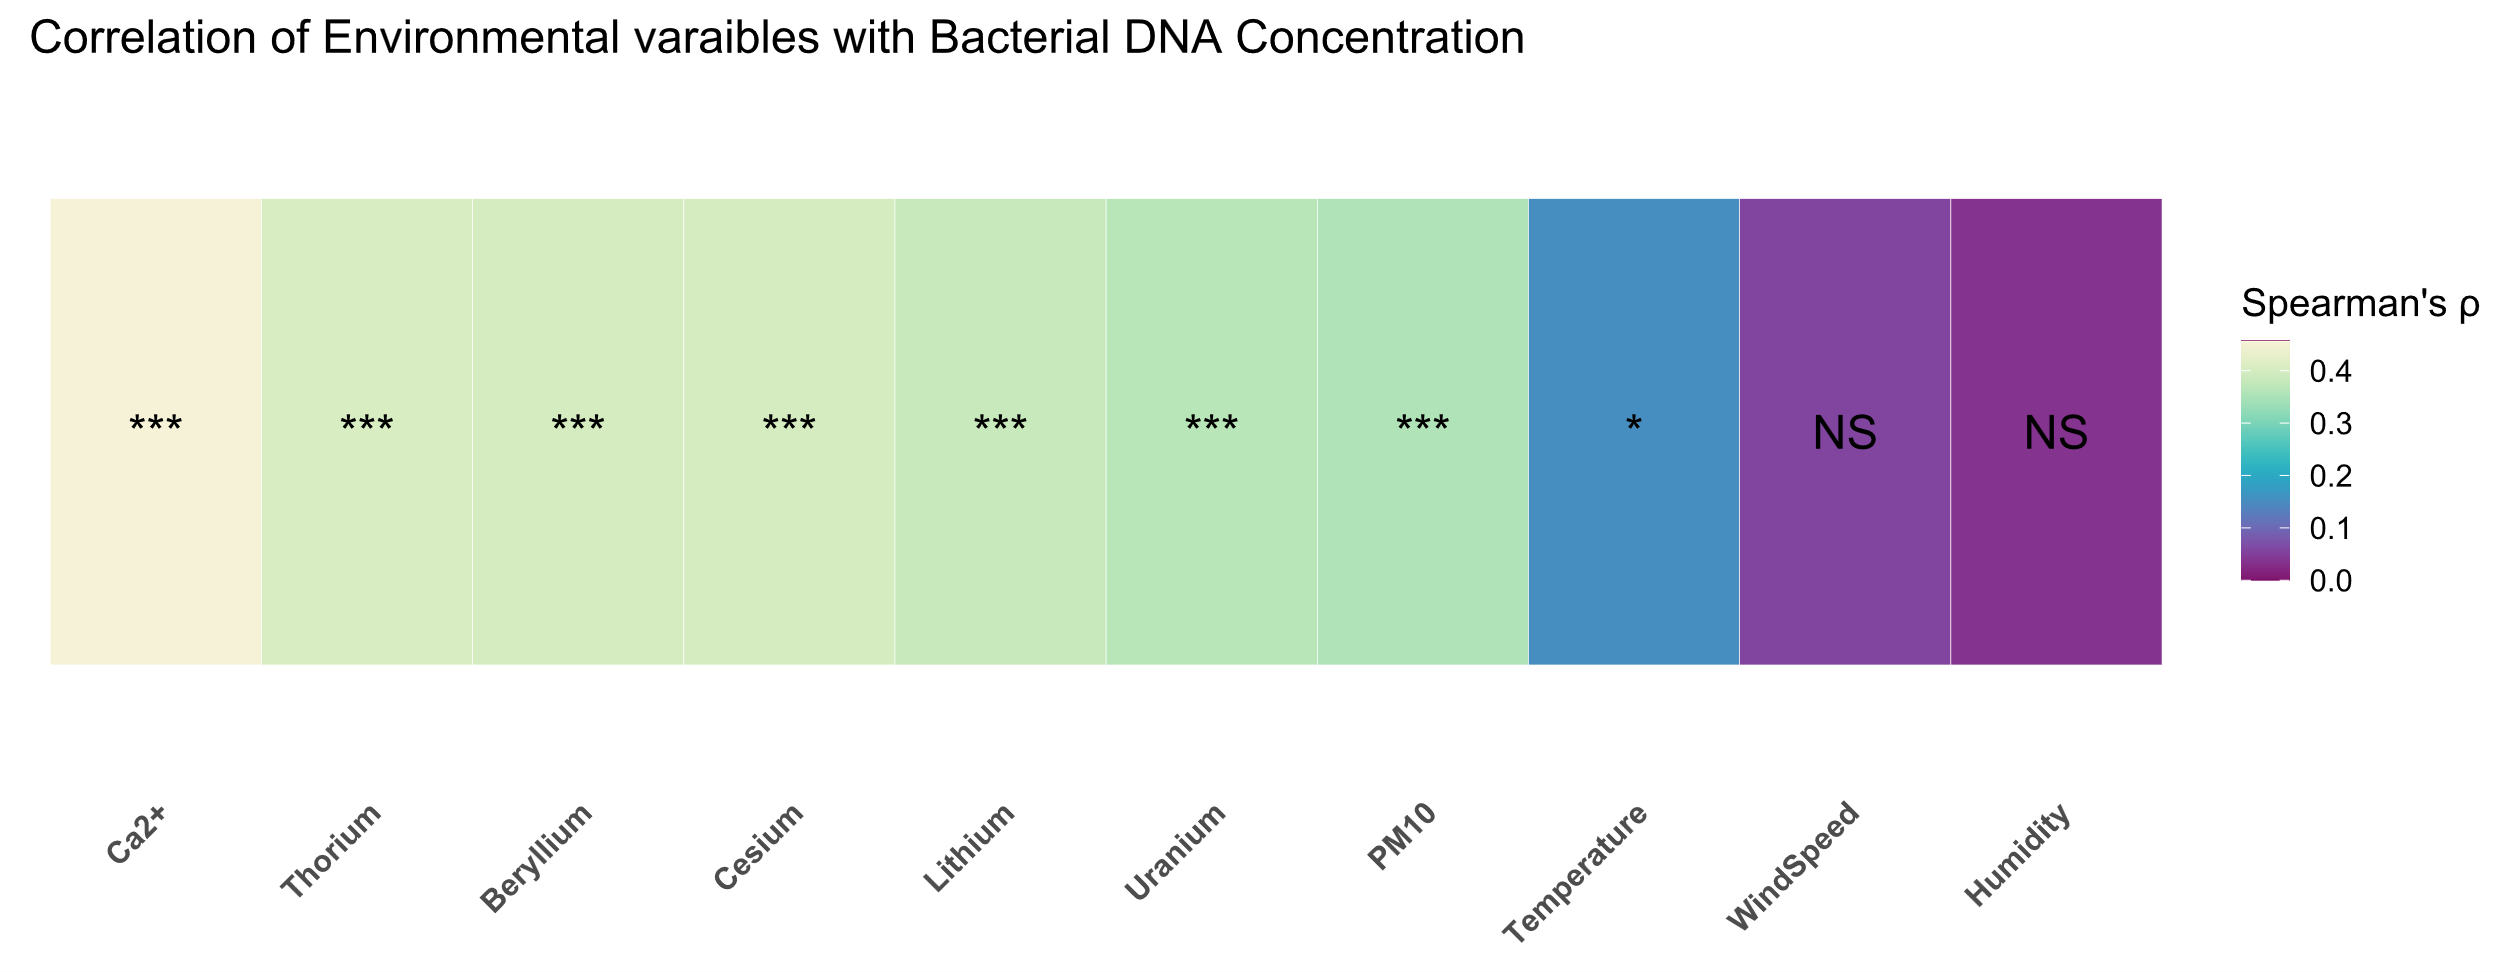 Correlation of Environmental varaibles with Bacterial DNA Concentration
*** *** *** *** *** *** *** * NS NS
Spearman's ρ
0.4
0.3
0.2
0.1
0.0
Ca2+ Thorium Beryllium Cesium Lithium Uranium PM10 Temperature WindSpeed Humidity